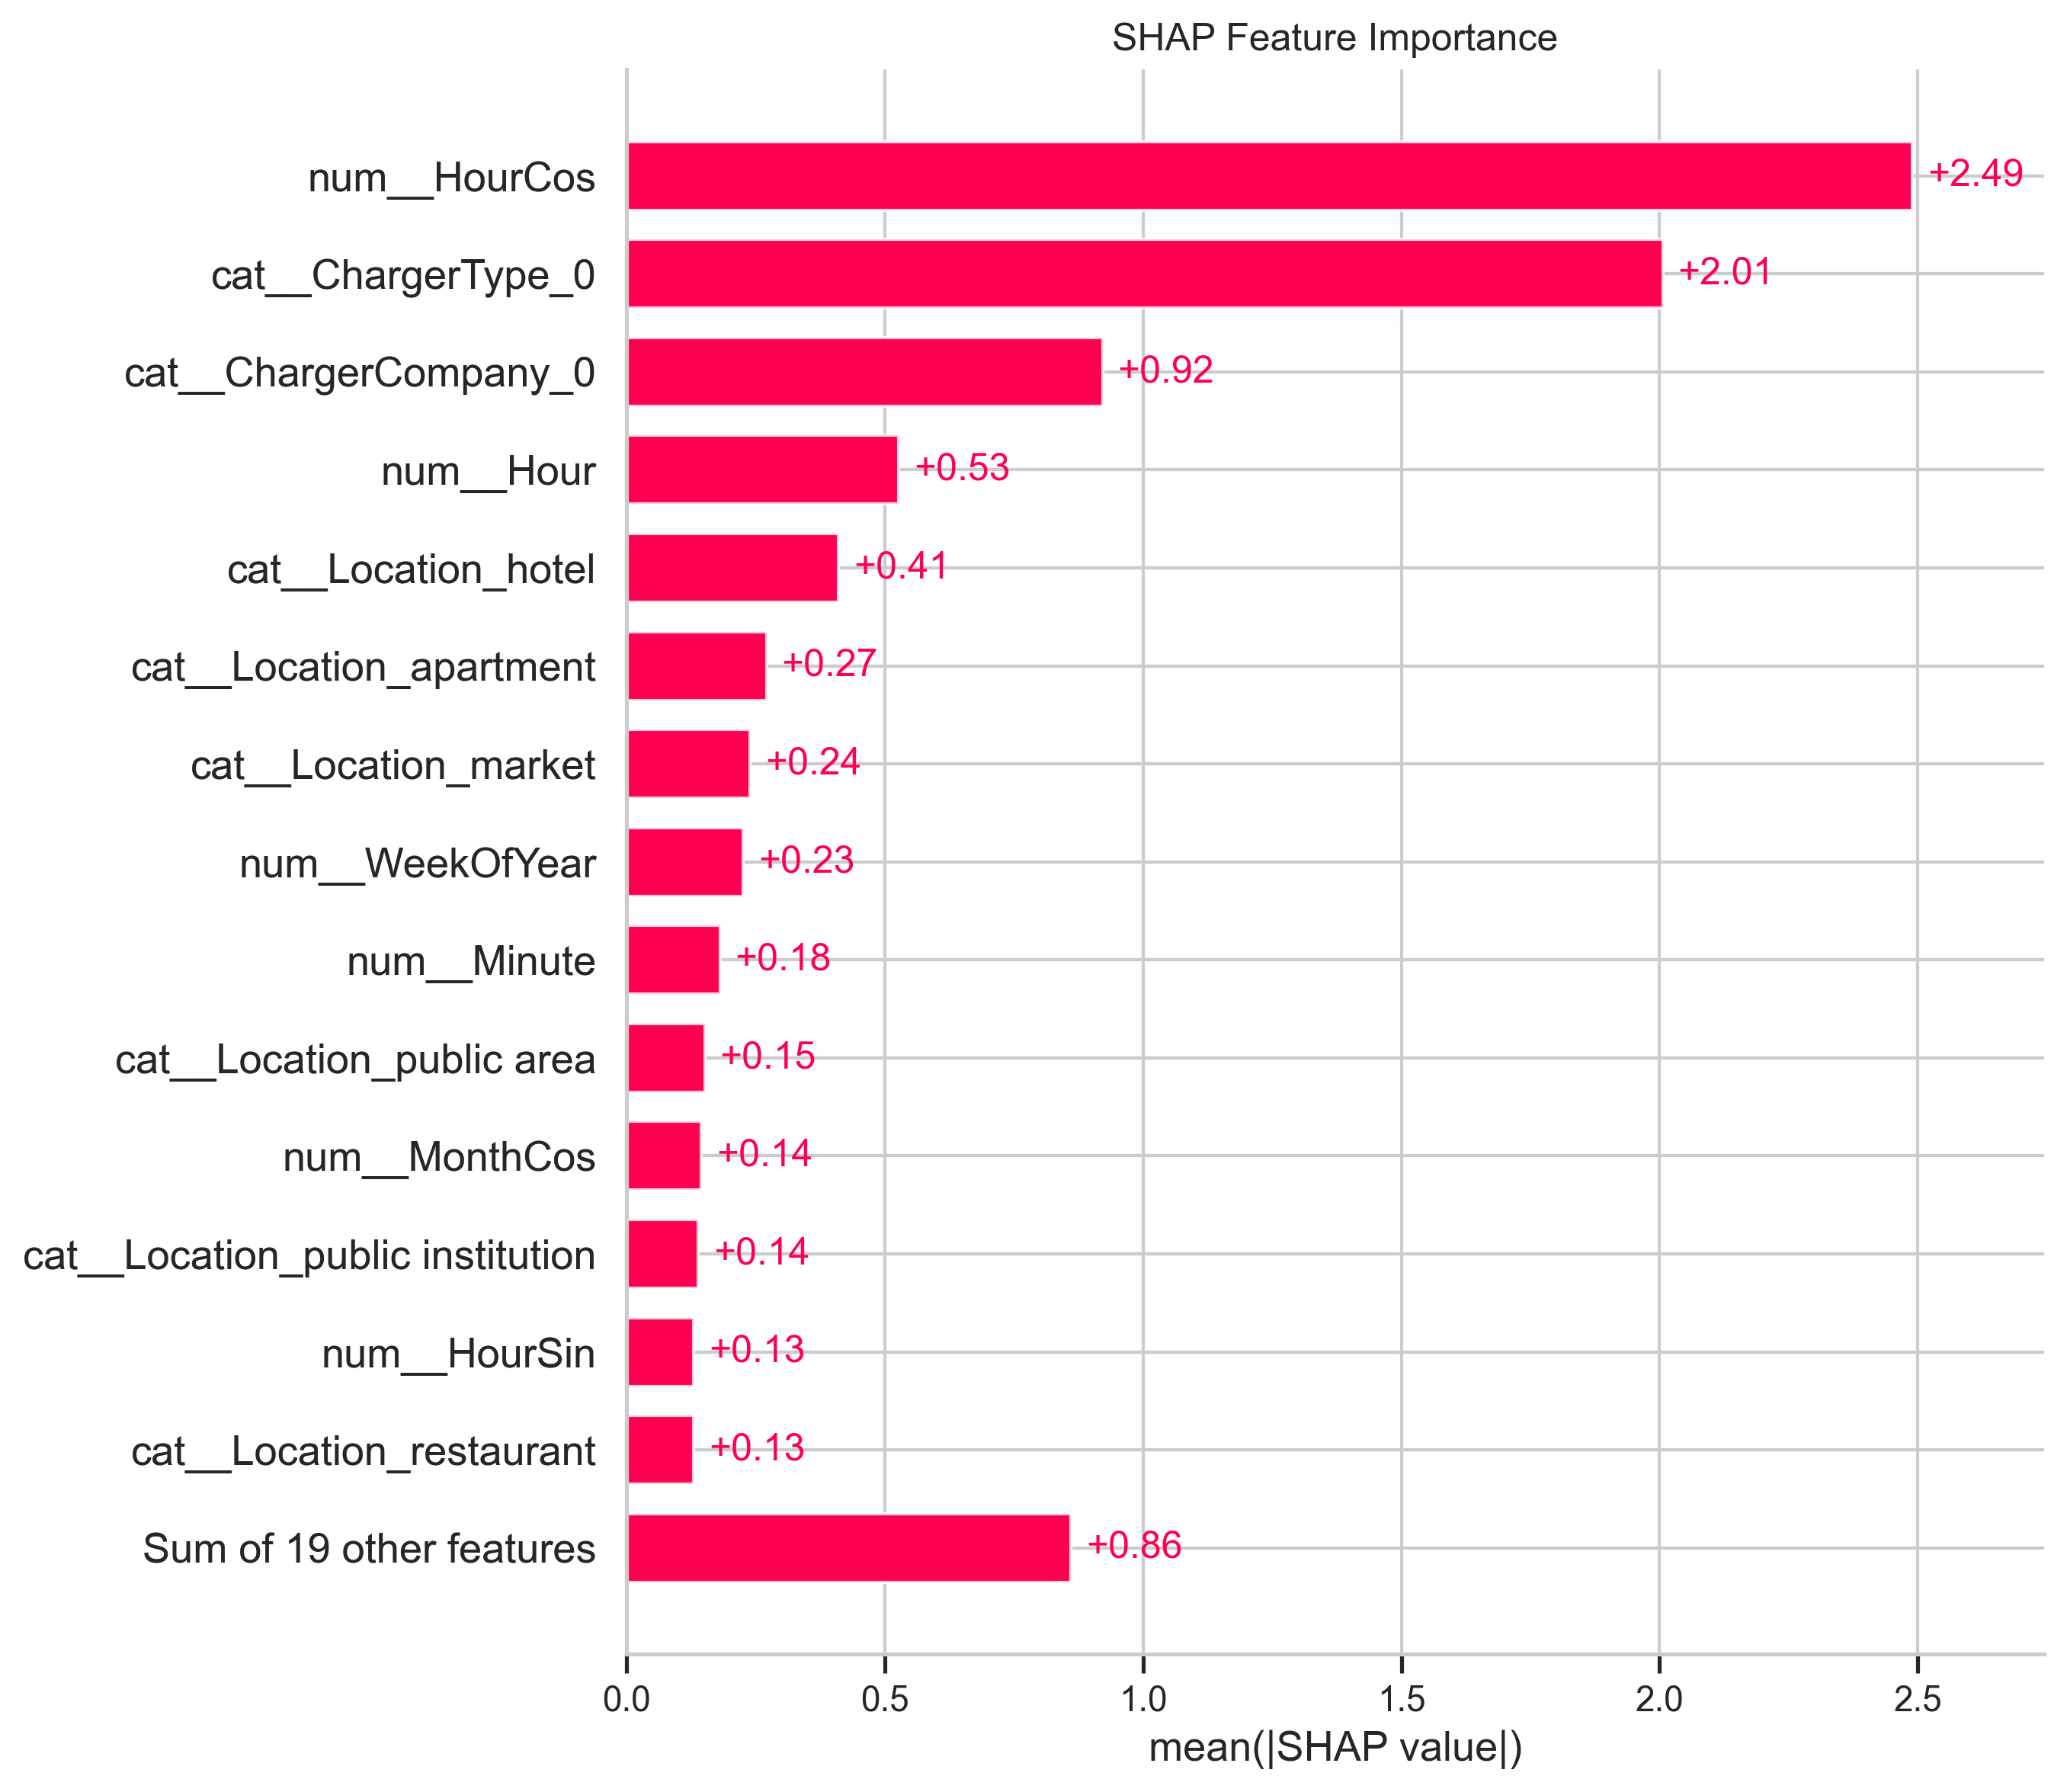 SHAP Feature Importance
num__HourCos +2.49
cat__ChargerType_0 +2.01
cat__ChargerCompany_0 +0.92
num__Hour +0.53
cat__Location_hotel +0.41
cat__Location_apartment +0.27
cat__Location_market +0.24
num__WeekOfYear +0.23
num__Minute +0.18
cat__Location_public area +0.15
num__MonthCos +0.14
cat__Location_public institution +0.14
num__HourSin +0.13
cat__Location_restaurant +0.13
Sum of 19 other features +0.86
0.0 0.5 1.0 1.5 2.0 2.5
mean(|SHAP value|)